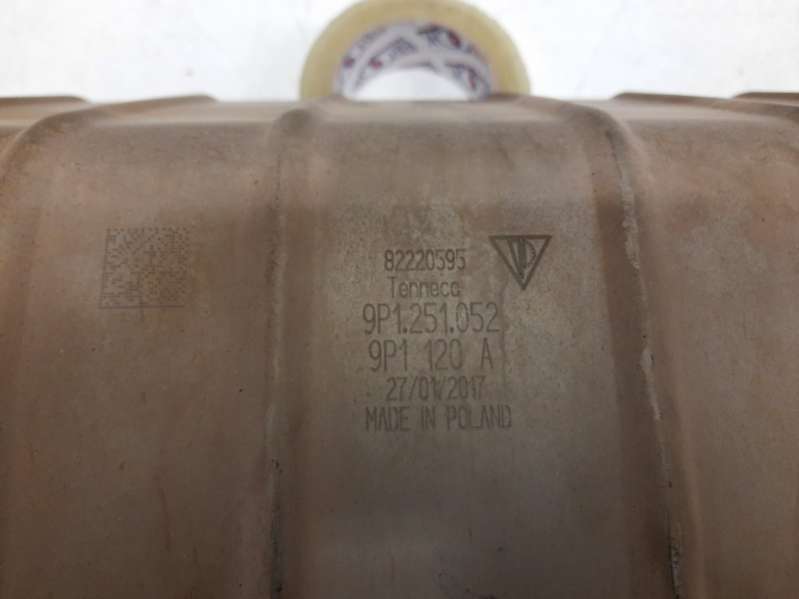 82220595
Tenneco
9P1.251.052
9P1 120 A
27/01/2017
MADE IN POLAND